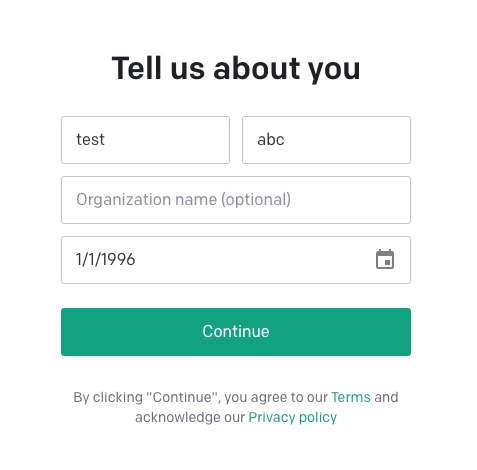 Tell us about you
test
abc
Organization name (optional)
1/1/1996
Continue
By clicking "Continue", you agree to our Terms and
acknowledge our Privacy policy